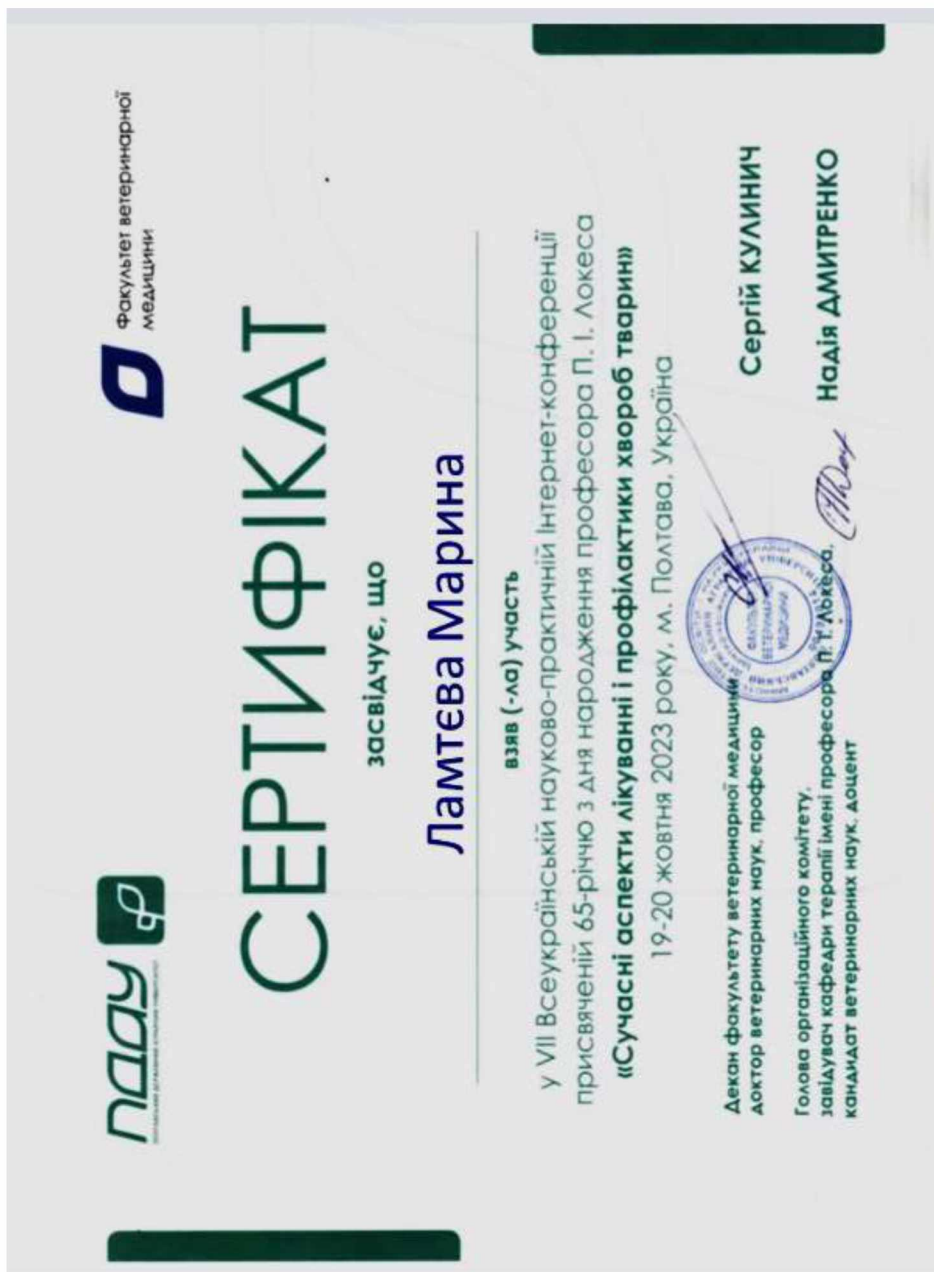 ПДАУ
Факультет ветеринарної
медицини
СЕРТИФІКАТ
засвідчує, що
Ламтєва Марина
взяв (-ла) участь
у VII Всеукраїнській науково-практичній Інтернет-конференції
присвяченій 65-річчю з дня народження професора П. І. Локеса
«Сучасні аспекти лікуванні і профілактики хвороб тварин»
19-20 жовтня 2023 року, м. Полтава, Україна
Декан факультету ветеринарної медицини
доктор ветеринарних наук, професор
Сергій КУЛИНИЧ
Голова організаційного комітету,
завідувач кафедри терапії імені професора П. І. Локеса,
кандидат ветеринарних наук, доцент
Надія ДМИТРЕНКО
ФАКУЛЬТЕТ
ВЕТЕРИНАРНОЇ
МЕДИЦИНИ